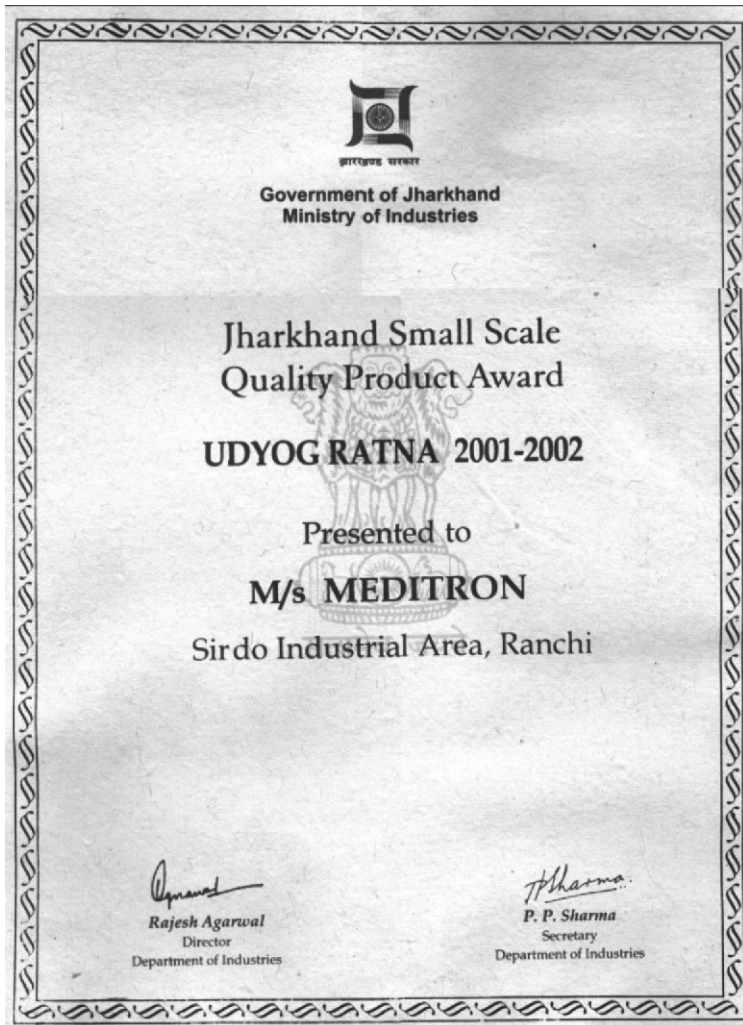 झारखण्ड सरकार
Government of Jharkhand
Ministry of Industries
Jharkhand Small Scale
Quality Product Award
UDYOG RATNA 2001-2002
Presented to
M/s MEDITRON
Sirdo Industrial Area, Ranchi
Rajesh Agarwal
Director
Department of Industries
P. P. Sharma
P. P. Sharma
Secretary
Department of Industries